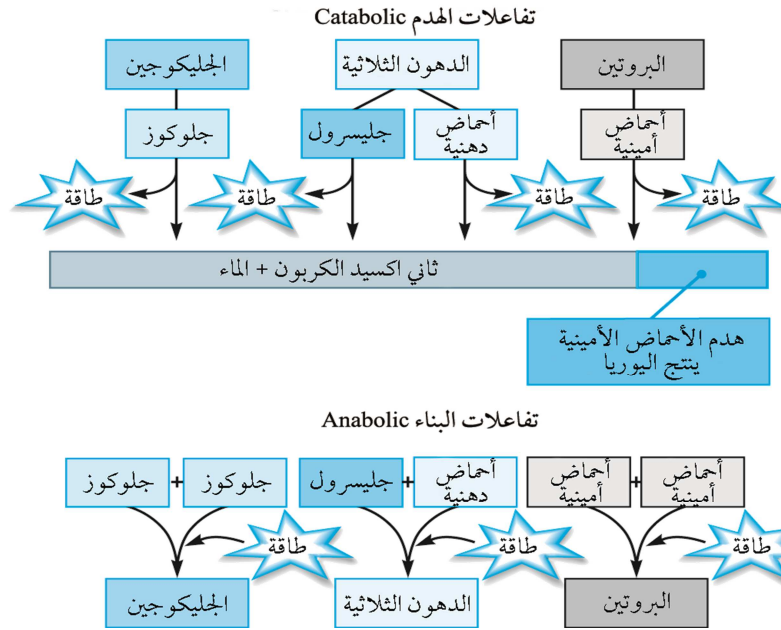 تفاعلات الهدم Catabolic
البروتين
الدهون الثلاثية
الجليكوجين
أحماض
أمينية
أحماض
دهنية
جليسرول
جلوكوز
طاقة
طاقة
طاقة
طاقة
ثاني اكسيد الكربون + الماء
هدم الأحماض الأمينية
ينتج اليوريا
تفاعلات البناء Anabolic
أحماض
أمينية
+
أحماض
أمينية
أحماض
دهنية
+
جليسرول
جلوكوز
+
جلوكوز
طاقة
طاقة
طاقة
البروتين
الدهون الثلاثية
الجليكوجين